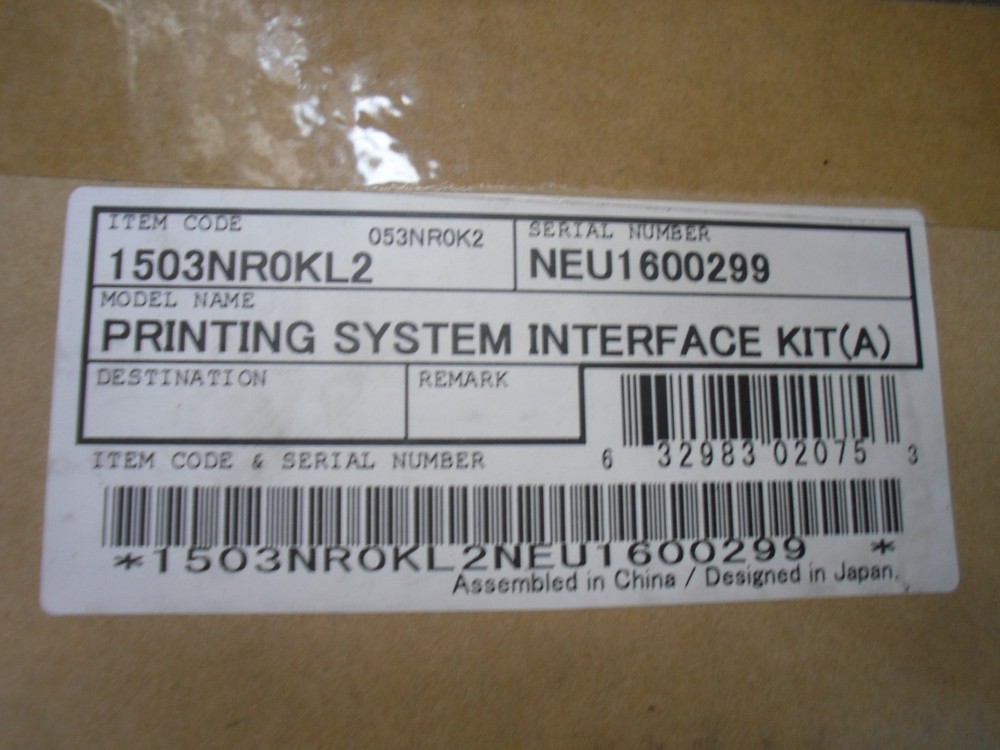 ITEM CODE 053NR0K2
1503NR0KL2
SERIAL NUMBER
NEU1600299
MODEL NAME
PRINTING SYSTEM INTERFACE KIT(A)
DESTINATION
REMARK
6 32983 02075 3
ITEM CODE & SERIAL NUMBER
*1503NR0KL2NEU1600299 *
Assembled in China / Designed in Japan.